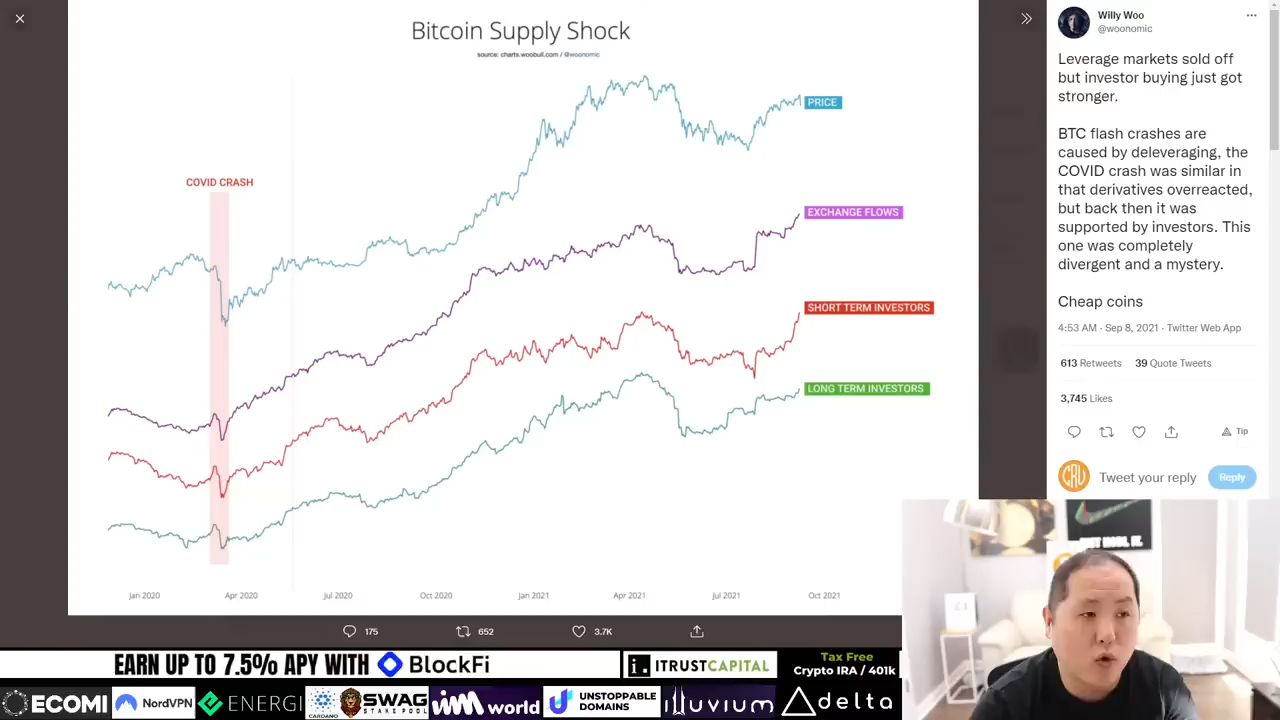 Bitcoin Supply Shock
source: charts.woobull.com / @woonomic
COVID CRASH
PRICE
EXCHANGE FLOWS
SHORT TERM INVESTORS
LONG TERM INVESTORS
Jan 2020
Apr 2020
Jul 2020
Oct 2020
Jan 2021
Apr 2021
Jul 2021
Oct 2021
175
652
3.7K
Willy Woo
@woonomic
Leverage markets sold off
but investor buying just got
stronger.
BTC flash crashes are
caused by deleveraging, the
COVID crash was similar in
that derivatives overreacted,
but back then it was
supported by investors. This
one was completely
divergent and a mystery.
Cheap coins
4:53 AM · Sep 8, 2021 · Twitter Web App
613 Retweets 39 Quote Tweets
3,745 Likes
Tip
CRU
Tweet your reply
Reply
EARN UP TO 7.5% APY WITH BlockFi
i. ITRUSTCAPITAL
Tax Free
Crypto IRA / 401k
ECOMI
NordVPN
ENERGI
CARDANO
SWAG
STAKE POOL
world
UNSTOPPABLE
DOMAINS
illuvium
delta